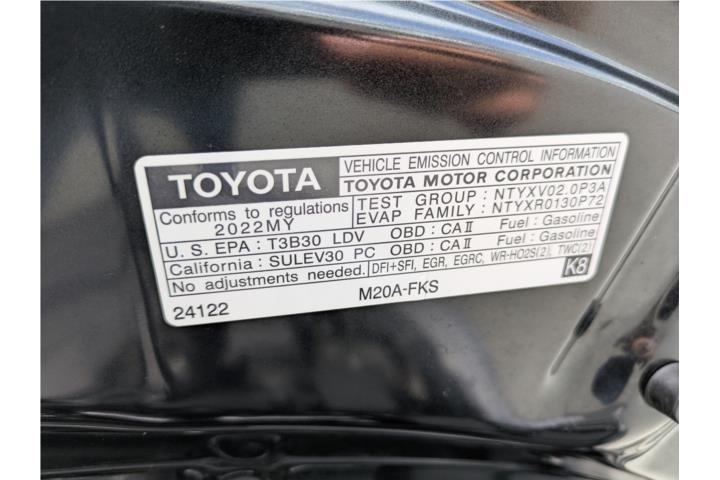 TOYOTA
VEHICLE EMISSION CONTROL INFORMATION
TOYOTA MOTOR CORPORATION
Conforms to regulations
2022MY
TEST GROUP : NTYXV02.0P3A
EVAP FAMILY : NTYXR0130P72
U. S. EPA : T3B30 LDV OBD : CAⅡ Fuel : Gasoline
California : SULEV30 PC OBD : CAⅡ Fuel : Gasoline
No adjustments needed. DFI+SFI, EGR, EGRC, WR-HO2S(2), TWC(2)
K8
24122 M20A-FKS